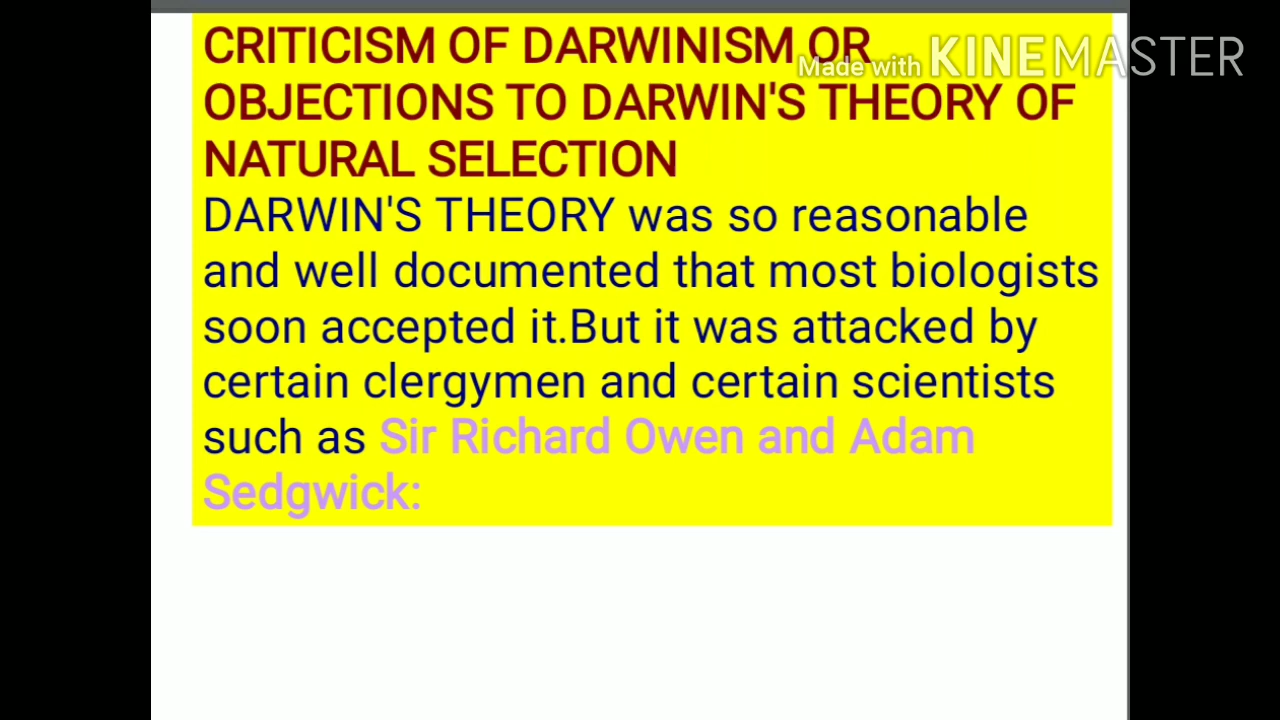 CRITICISM OF DARWINISM OR
Made with KINEMASTER
OBJECTIONS TO DARWIN'S THEORY OF
NATURAL SELECTION
DARWIN'S THEORY was so reasonable
and well documented that most biologists
soon accepted it.But it was attacked by
certain clergymen and certain scientists
such as Sir Richard Owen and Adam
Sedgwick: